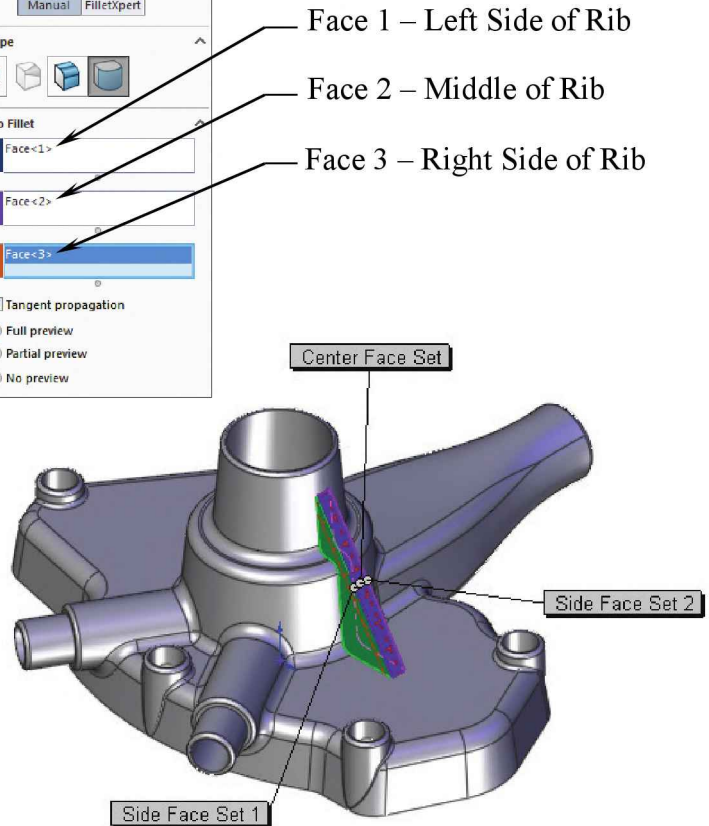 Manual FilletXpert
Face 1 – Left Side of Rib
Face 2 – Middle of Rib
Face 3 – Right Side of Rib
Face<1>
Face<2>
Face<3>
Tangent propagation
Full preview
Partial preview
No preview
Center Face Set
Side Face Set 2
Side Face Set 1